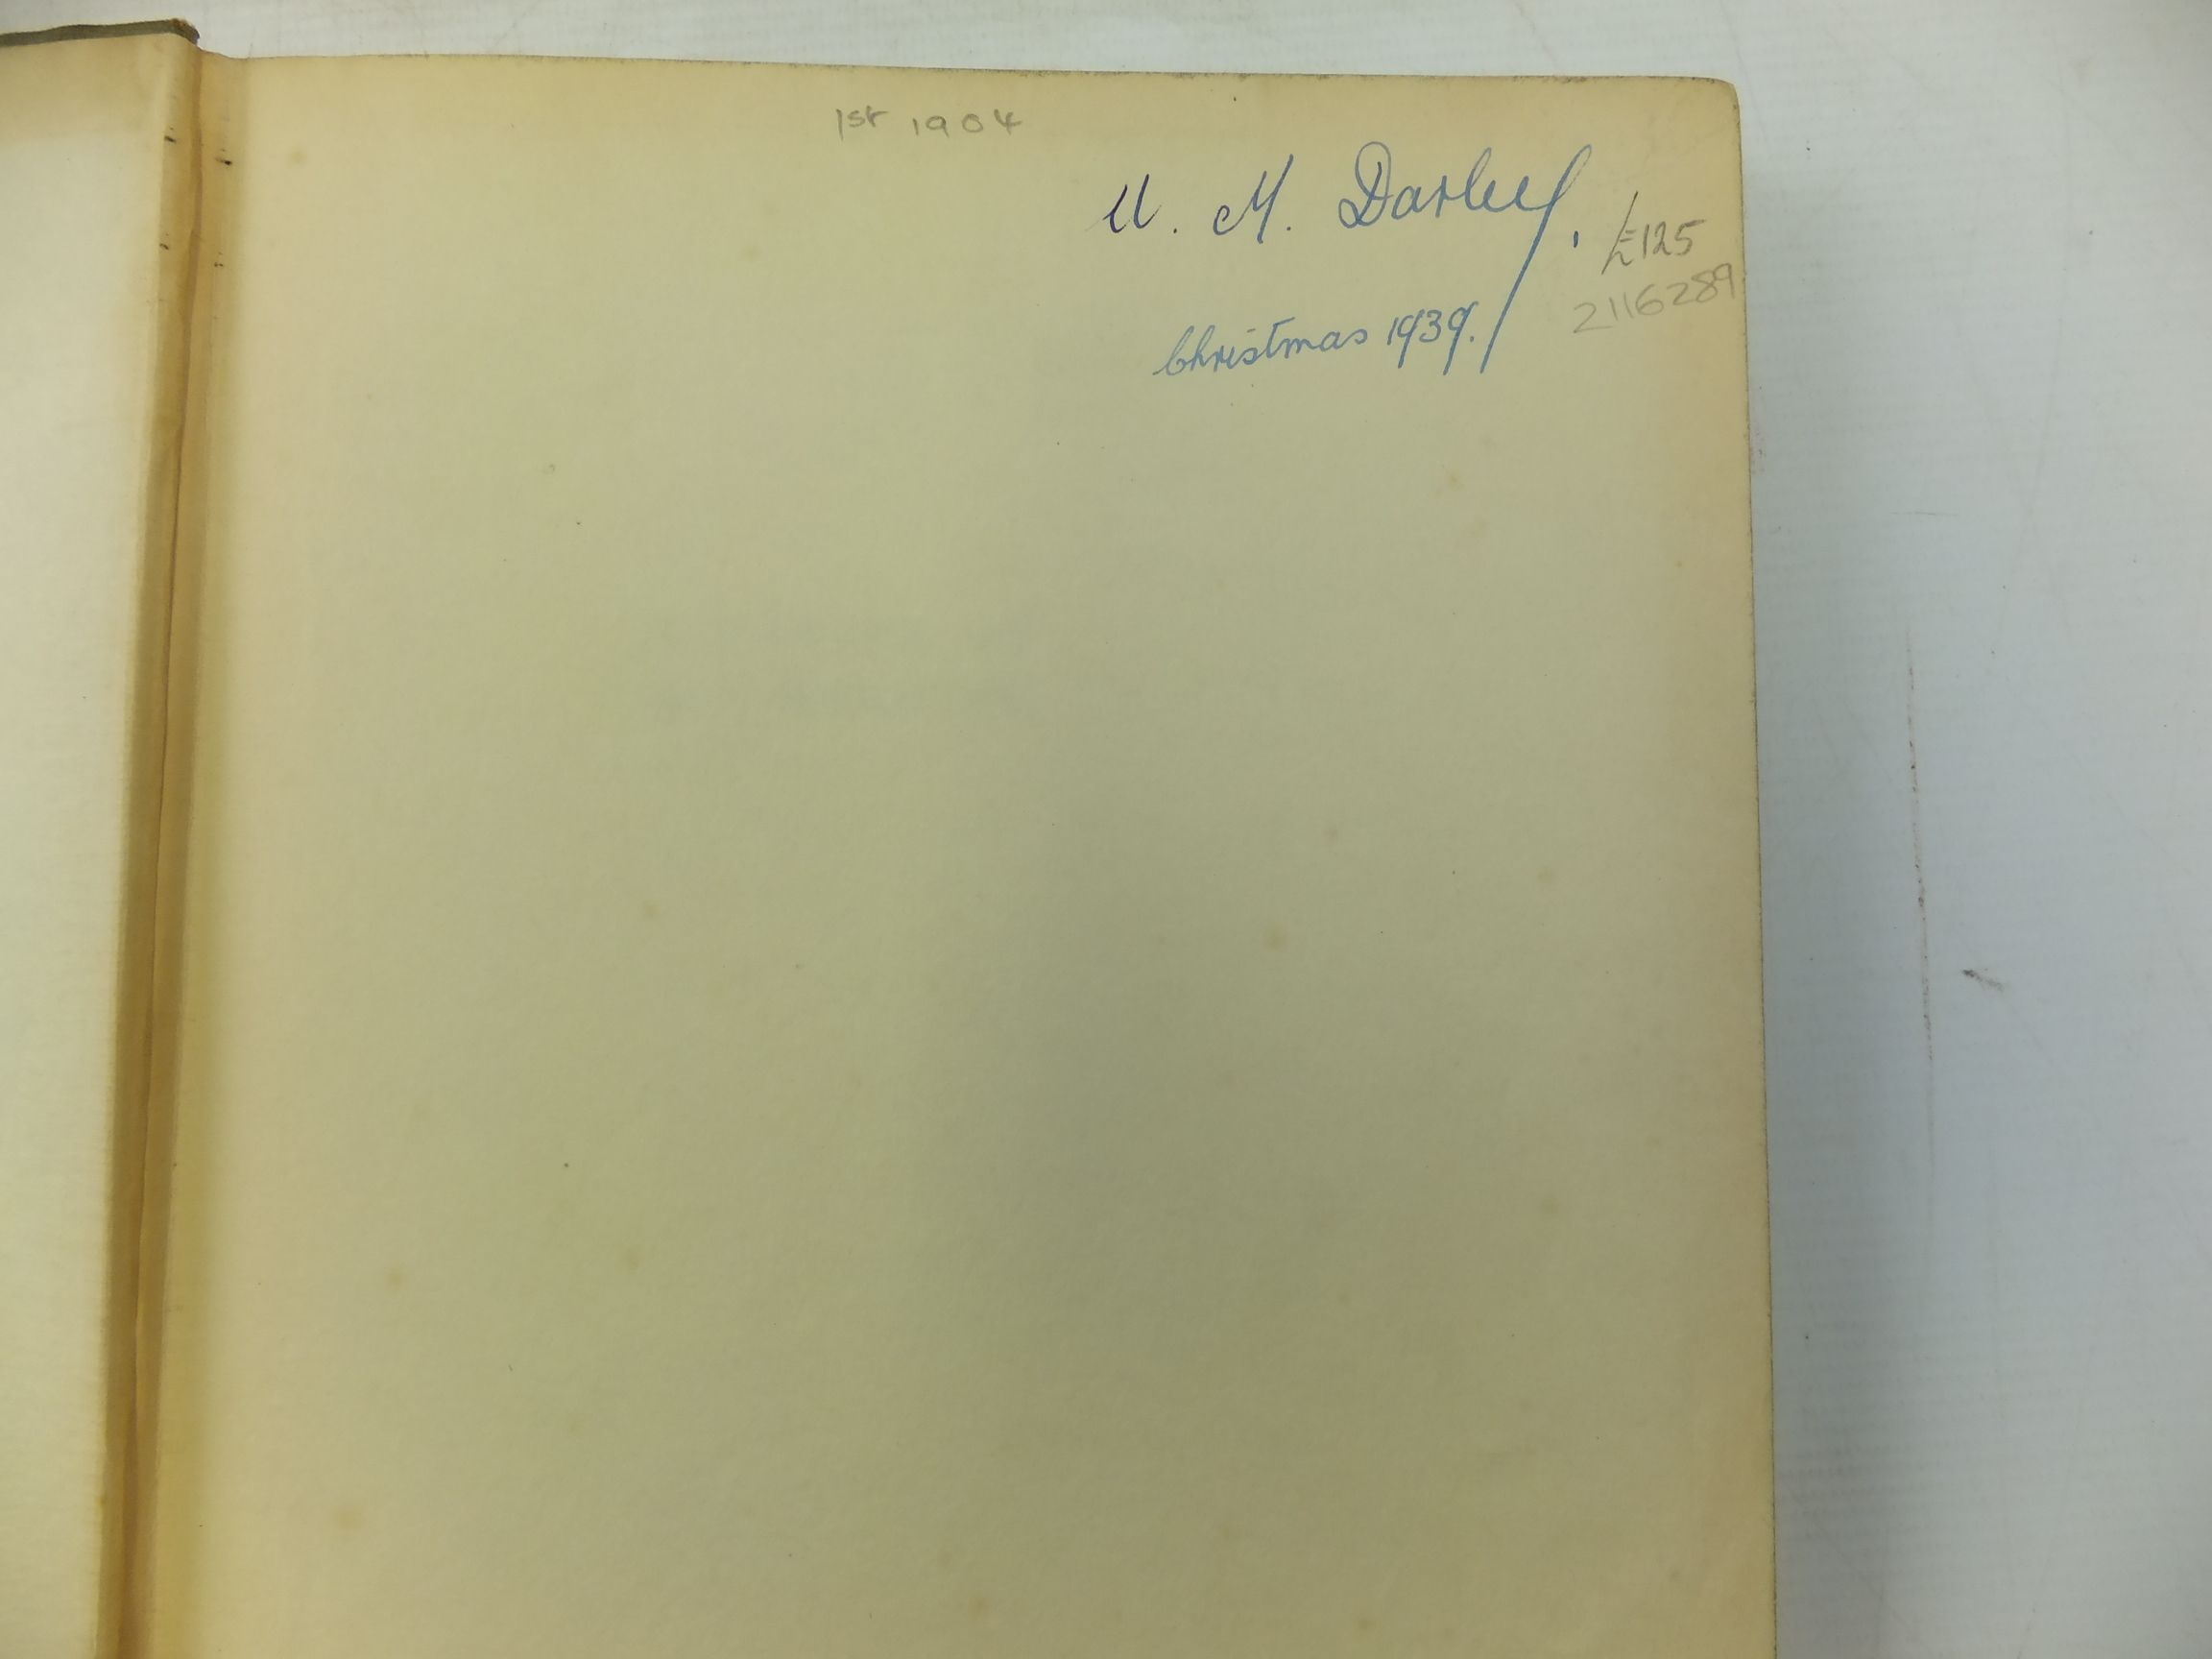 1st 1904
U. M. Darley.
£125
2116289
Christmas 1939.